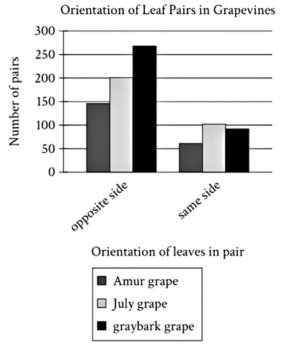 Orientation of Leaf Pairs in Grapevines
Number of pairs
300
250
200
150
100
50
0
opposite side
same side
Orientation of leaves in pair
Amur grape
July grape
graybark grape